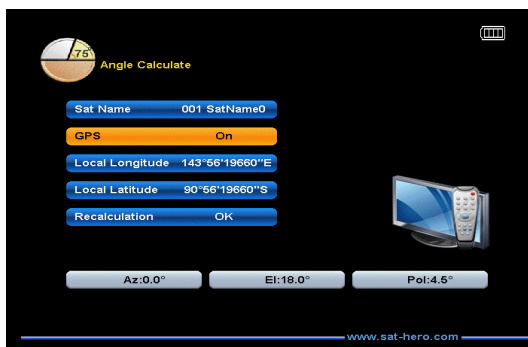 75°
Angle Calculate
Sat Name 001 SatName0
GPS On
Local Longitude 143°56'19660"E
Local Latitude 90°56'19660"S
Recalculation OK
Az:0.0° El:18.0° Pol:4.5°
www.sat-hero.com